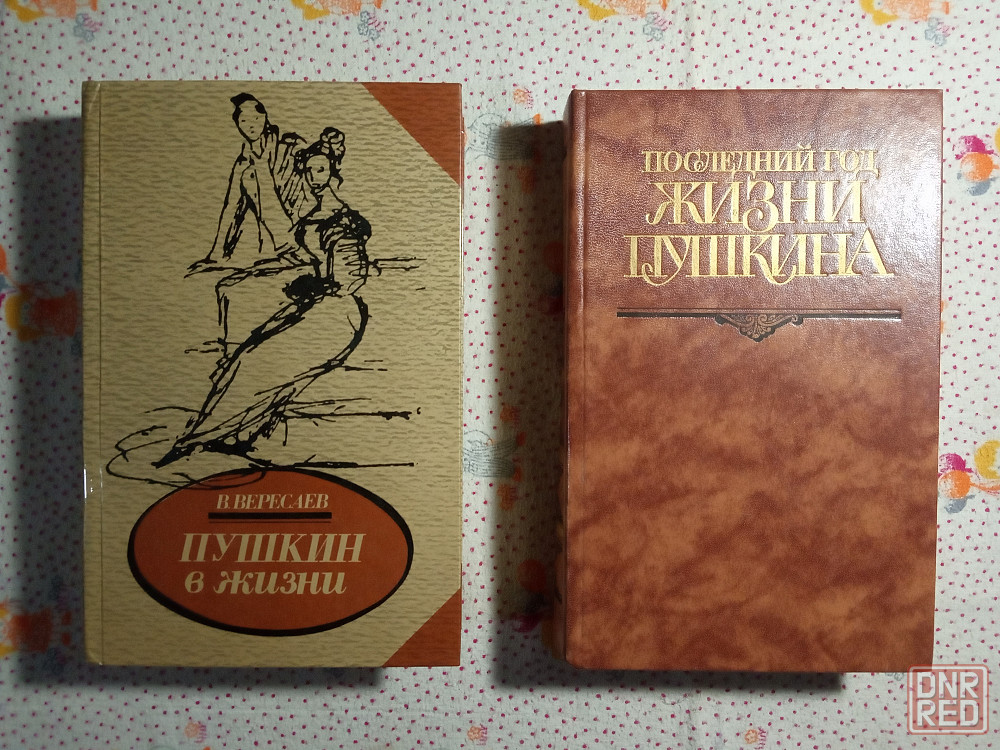 В. ВЕРЕСАЕВ
ПУШКИН
в жизни
ПОСЛЕДНИЙ ГОД
ЖИЗНИ
ПУШКИНА
DNR
RED